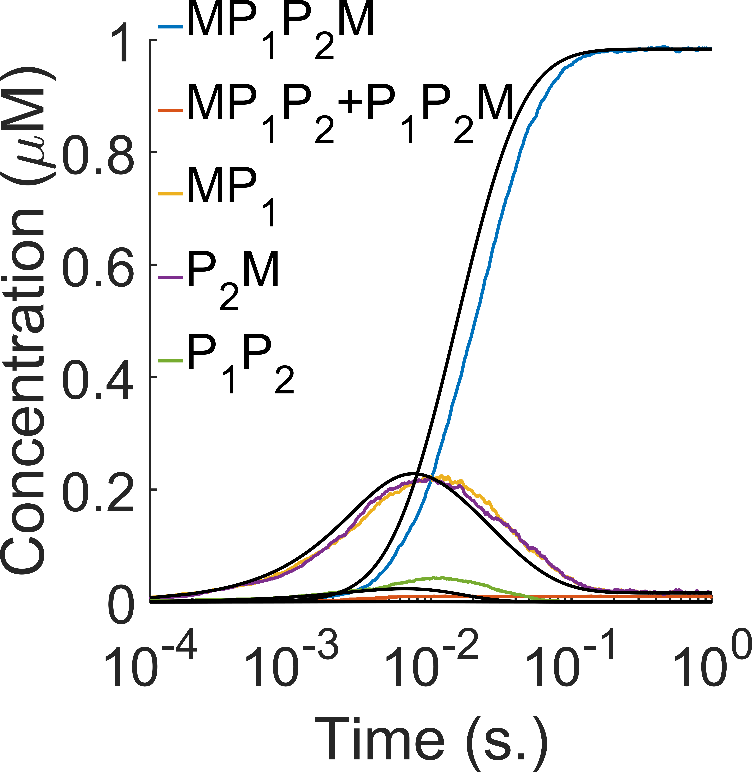 MP₁P₂M
MP₁P₂+P₁P₂M
MP₁
P₂M
P₁P₂
1
0.8
0.6
0.4
0.2
0
Concentration (μM)
10⁻⁴ 10⁻³ 10⁻² 10⁻¹ 10⁰
Time (s.)